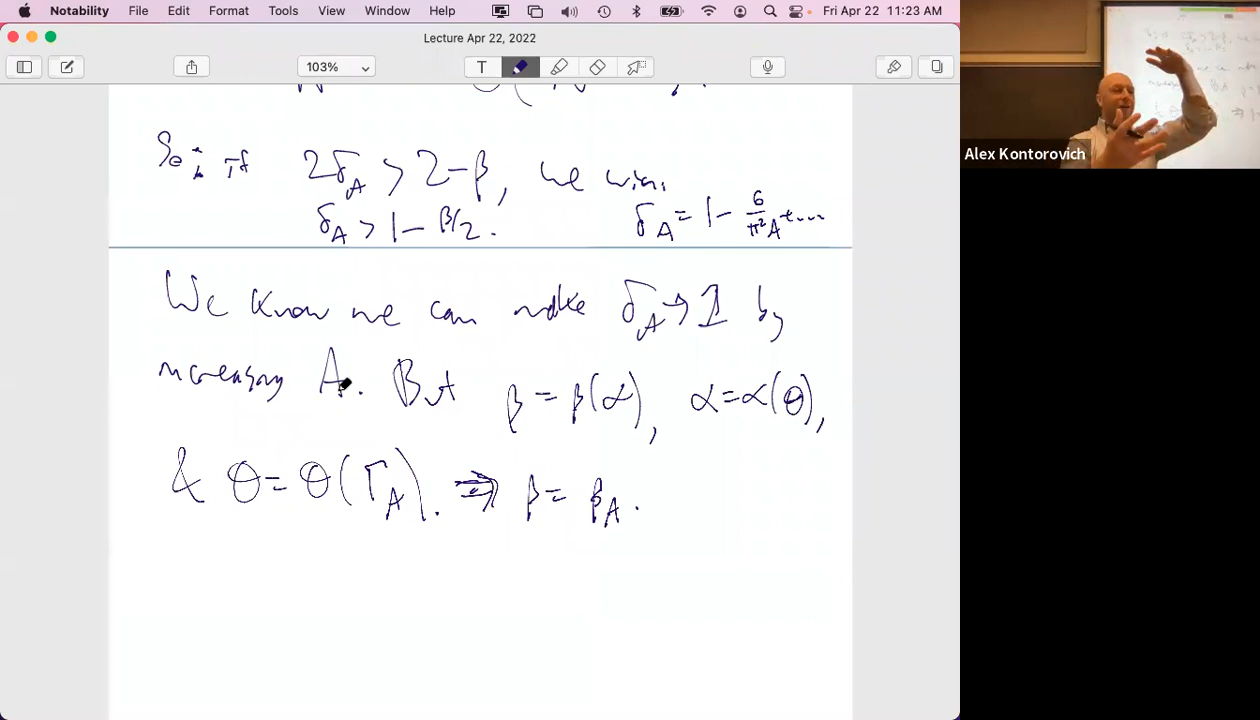 Notability File Edit Format Tools View Window Help Fri Apr 22 11:23 AM
Lecture Apr 22, 2022
103%
T
So: if 2δ_A > 2-β, we win.
δ_A > 1 - β/2. δ_A = 1 - 6/π²A + ...
We know we can make δ_A → 1 by
increasing A. But β = β(α), α = α(θ),
& θ = θ(Γ_A). ⇒ β = β_A.
Alex Kontorovich